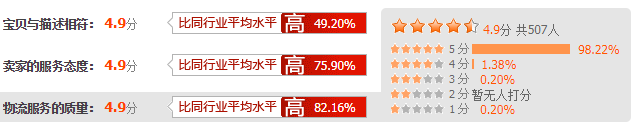 宝贝与描述相符： 4.9分 比同行业平均水平 高 49.20%
卖家的服务态度： 4.9分 比同行业平均水平 高 75.90%
物流服务的质量： 4.9分 比同行业平均水平 高 82.16%
4.9分 共507人
5分 98.22%
4分 1.38%
3分 0.20%
2分 暂无人打分
1分 0.20%